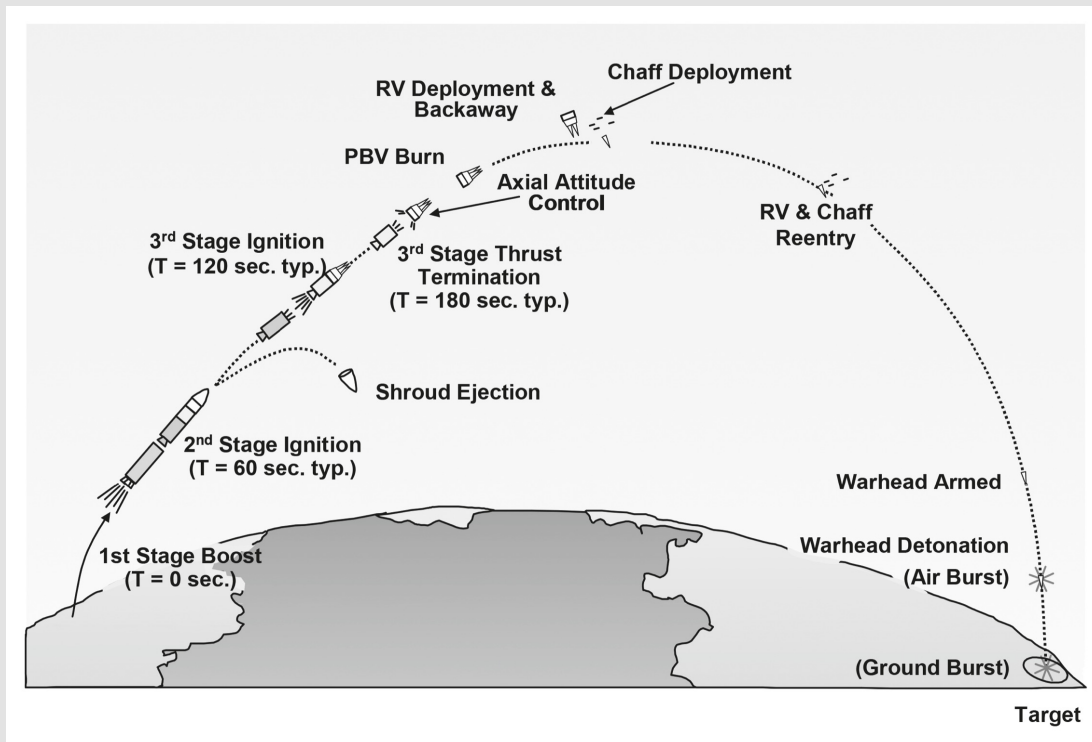 Chaff Deployment
RV Deployment &
Backaway
PBV Burn
Axial Attitude
Control
RV & Chaff
Reentry
3rd Stage Ignition
(T = 120 sec. typ.)
3rd Stage Thrust
Termination
(T = 180 sec. typ.)
Shroud Ejection
2nd Stage Ignition
(T = 60 sec. typ.)
Warhead Armed
1st Stage Boost
(T = 0 sec.)
Warhead Detonation
(Air Burst)
(Ground Burst)
Target